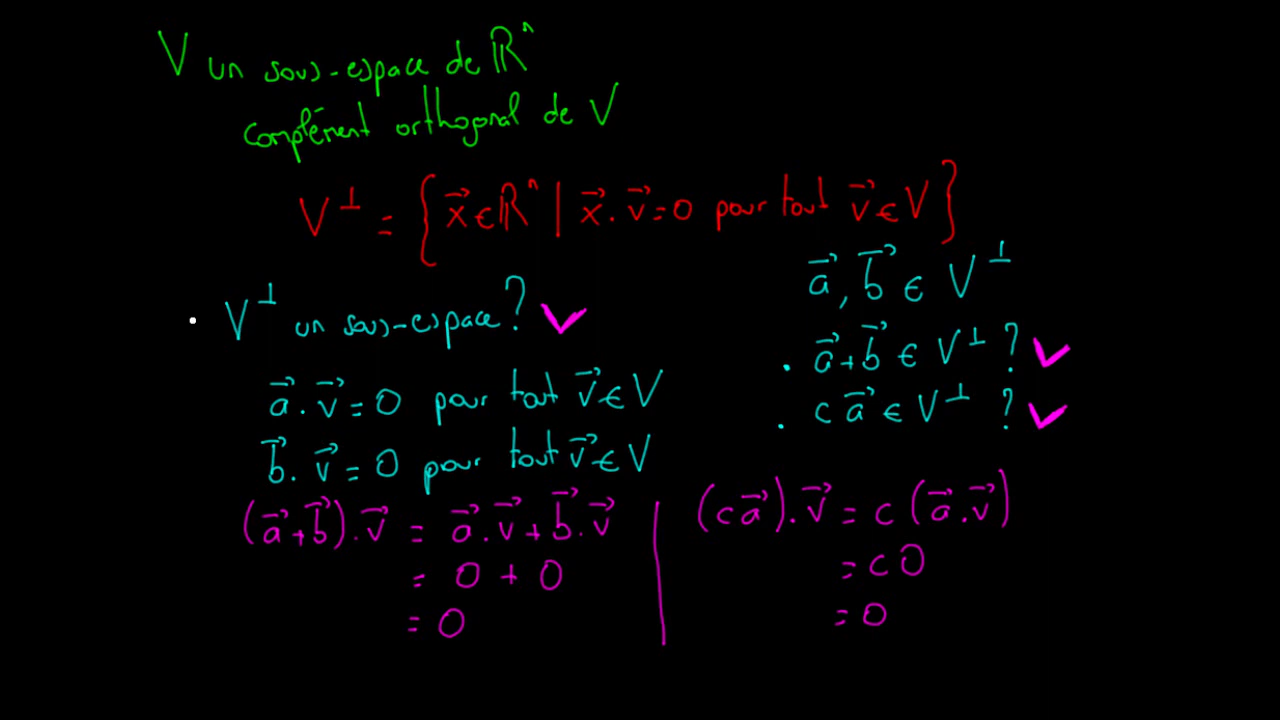 V un sous-espace de ℝⁿ
complément orthogonal de V
V^⊥ = { x⃗ ∈ ℝⁿ | x⃗ . v⃗ = 0 pour tout v⃗ ∈ V }
V^⊥ un sous-espace ? ✓
a⃗ . v⃗ = 0 pour tout v⃗ ∈ V
b⃗ . v⃗ = 0 pour tout v⃗ ∈ V
a⃗, b⃗ ∈ V^⊥
. a⃗ + b⃗ ∈ V^⊥ ? ✓
. c a⃗ ∈ V^⊥ ? ✓
(a⃗ + b⃗) . v⃗ = a⃗ . v⃗ + b⃗ . v⃗
= 0 + 0
= 0
(c a⃗) . v⃗ = c (a⃗ . v⃗)
= c 0
= 0